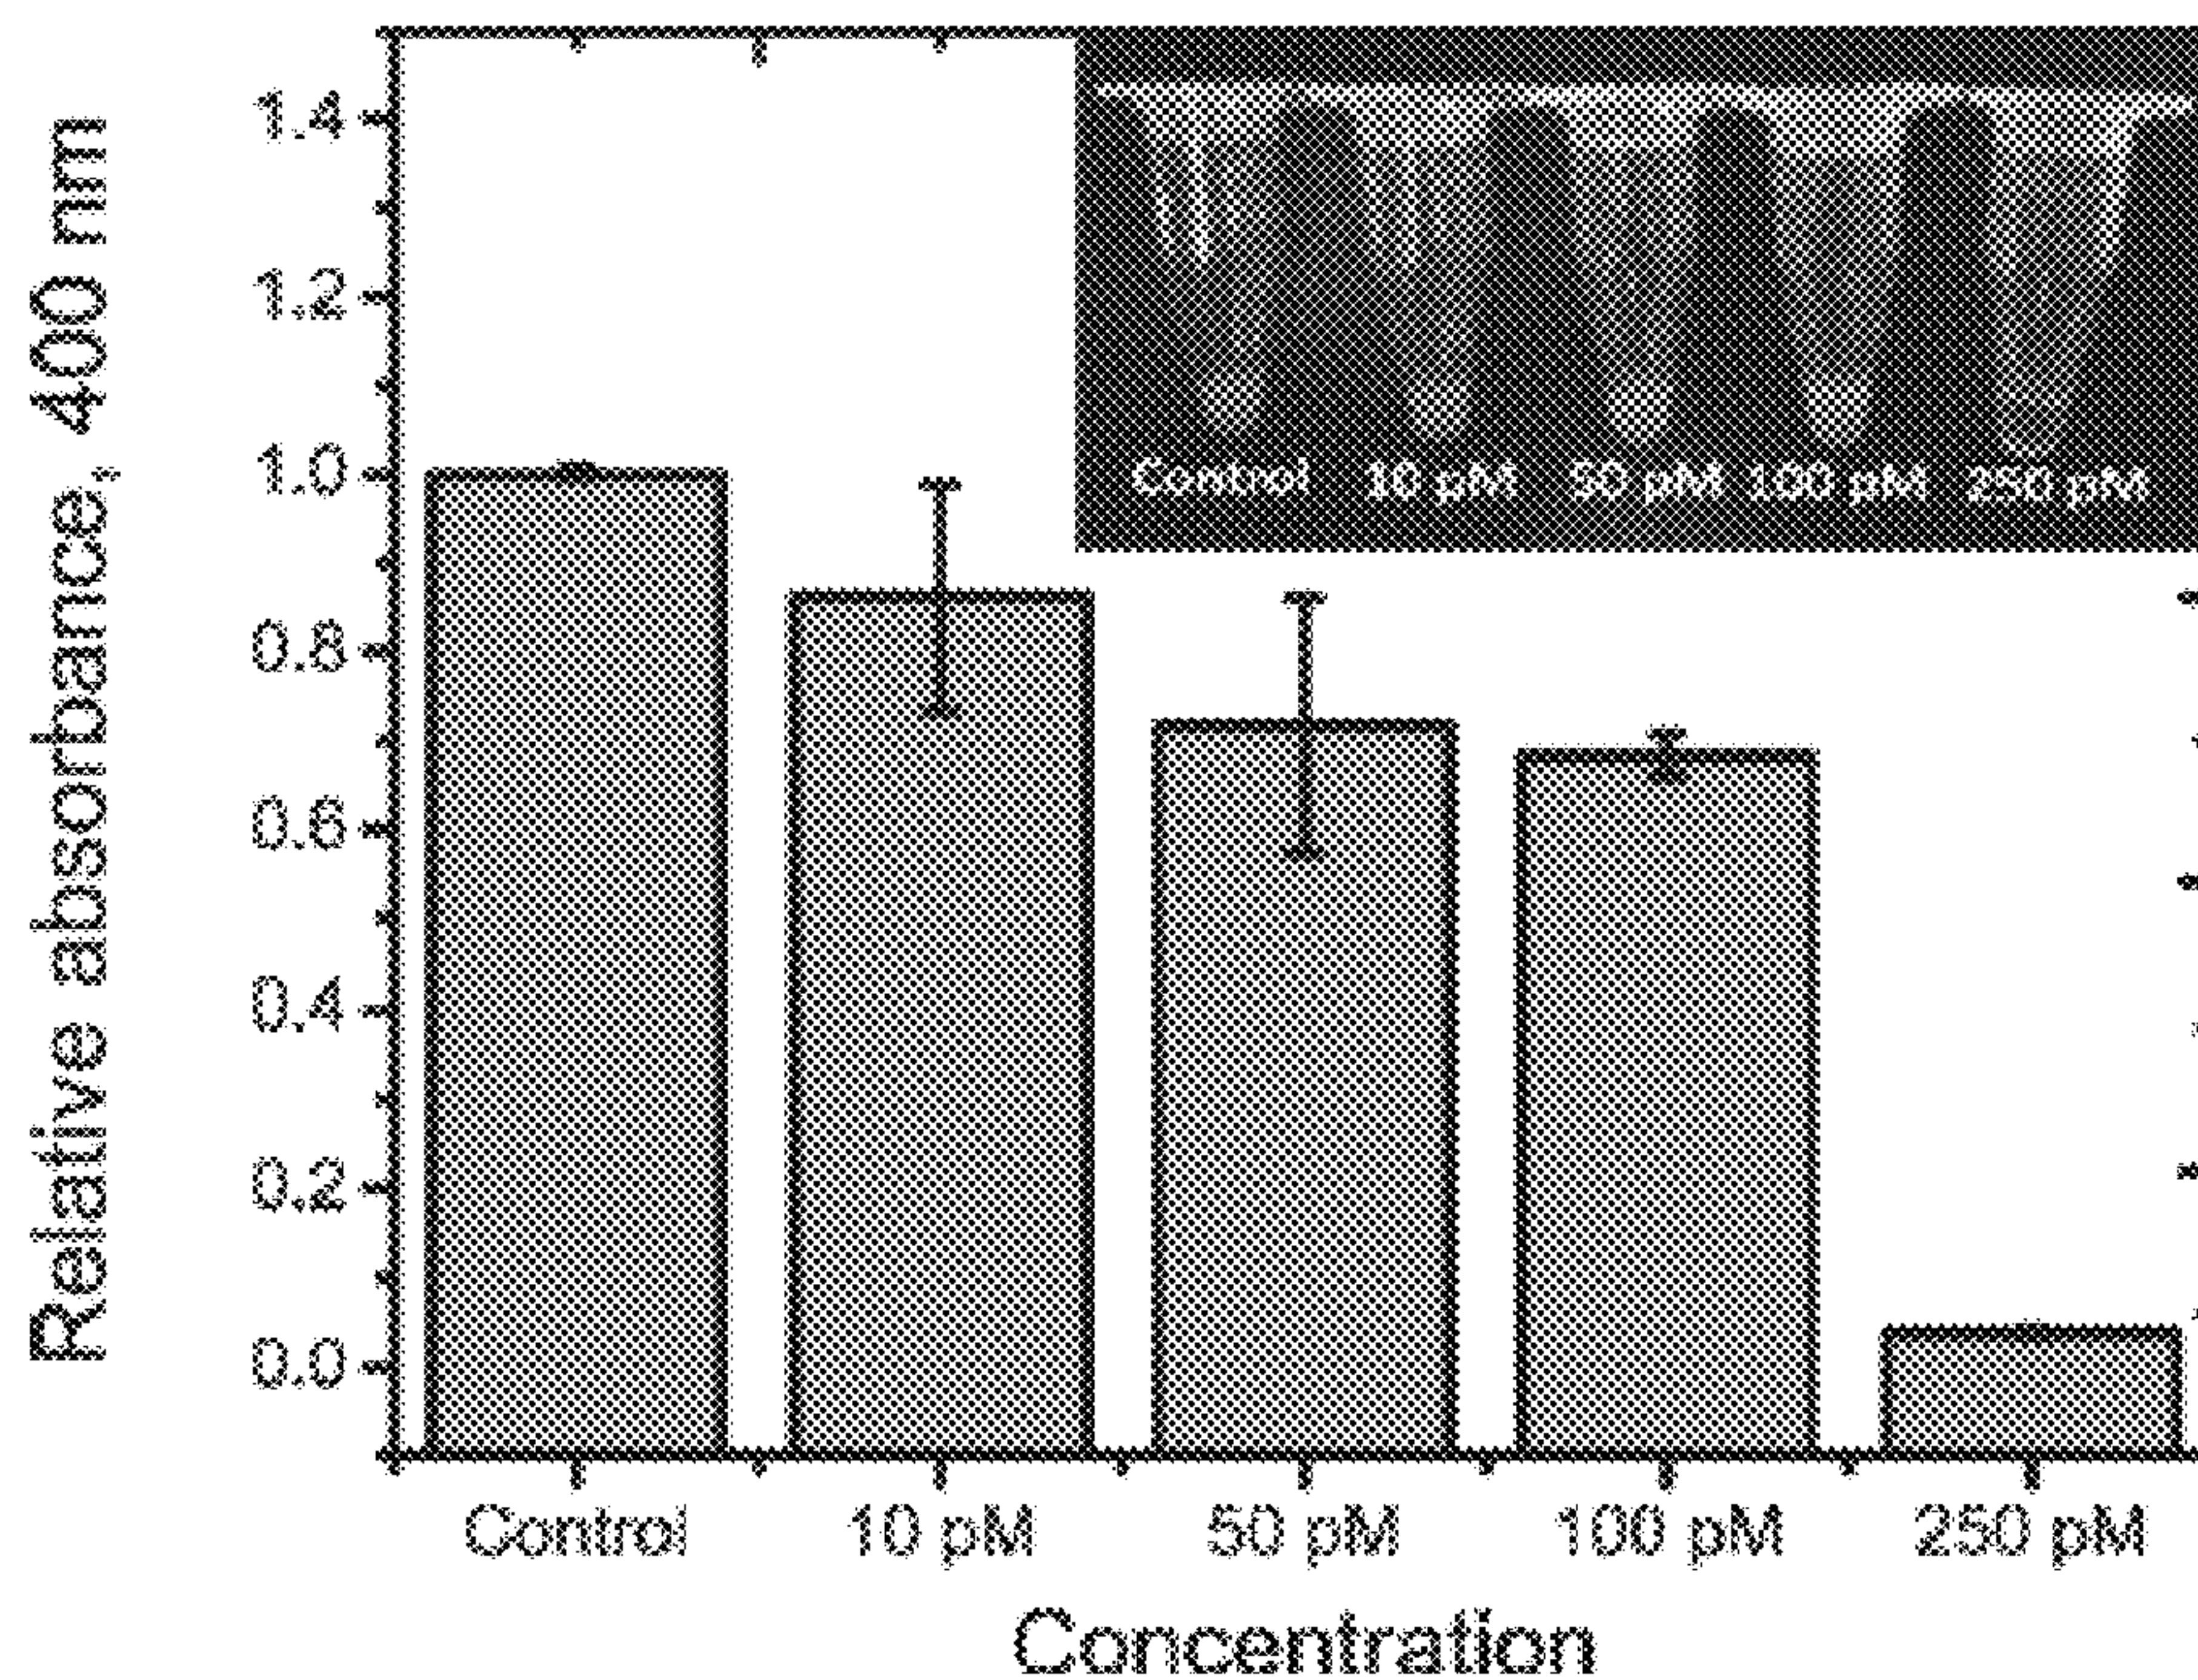 Relative absorbance, 400 nm
1.4
1.2
1.0
0.8
0.6
0.4
0.2
0.0
Control 10 pM 50 pM 100 pM 250 pM
Control 10 pM 50 pM 100 pM 250 pM
Concentration